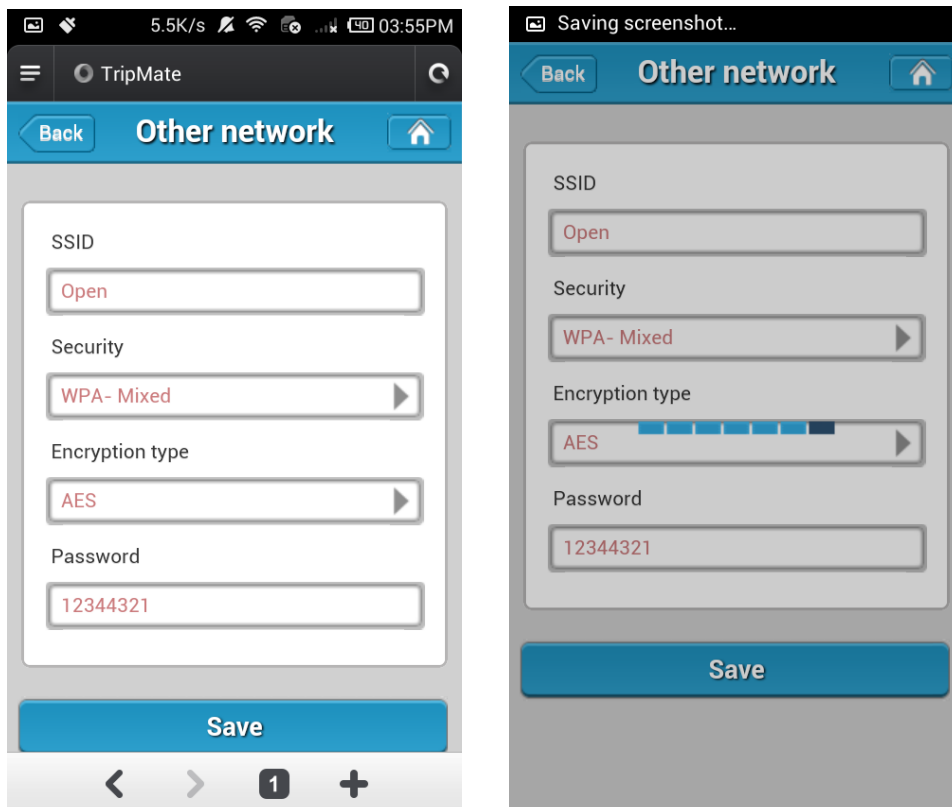 5.5K/s 40 03:55PM
TripMate
Back Other network
SSID
Open
Security
WPA- Mixed
Encryption type
AES
Password
12344321
Save
1
Saving screenshot...
Back Other network
SSID
Open
Security
WPA- Mixed
Encryption type
AES
Password
12344321
Save